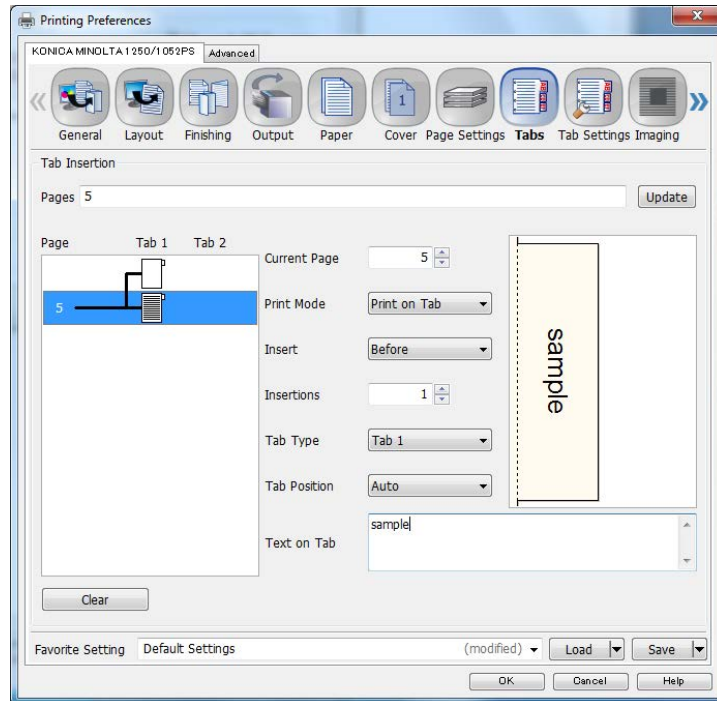 Printing Preferences
KONICA MINOLTA 1250/1052PS Advanced
General Layout Finishing Output Paper Cover Page Settings Tabs Tab Settings Imaging
Tab Insertion
Pages 5 Update
Page Tab 1 Tab 2
5
Current Page 5
Print Mode Print on Tab
Insert Before
Insertions 1
Tab Type Tab 1
Tab Position Auto
Text on Tab sample
sample
Clear
Favorite Setting Default Settings (modified) Load Save
OK Cancel Help